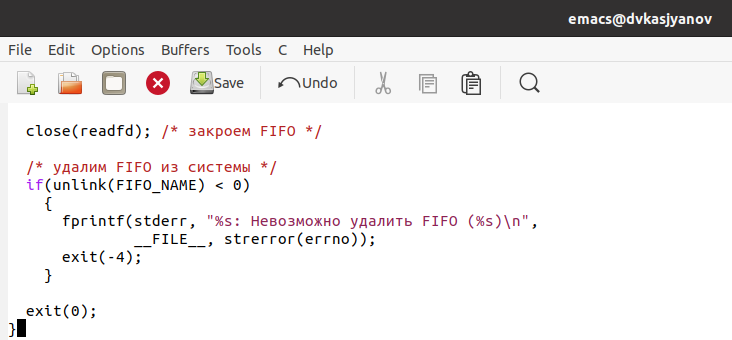 emacs@dvkasjyanov
File Edit Options Buffers Tools C Help
Save Undo
close(readfd); /* закроем FIFO */
/* удалим FIFO из системы */
if(unlink(FIFO_NAME) < 0)
{
fprintf(stderr, "%s: Невозможно удалить FIFO (%s)\n",
__FILE__, strerror(errno));
exit(-4);
}
exit(0);
}